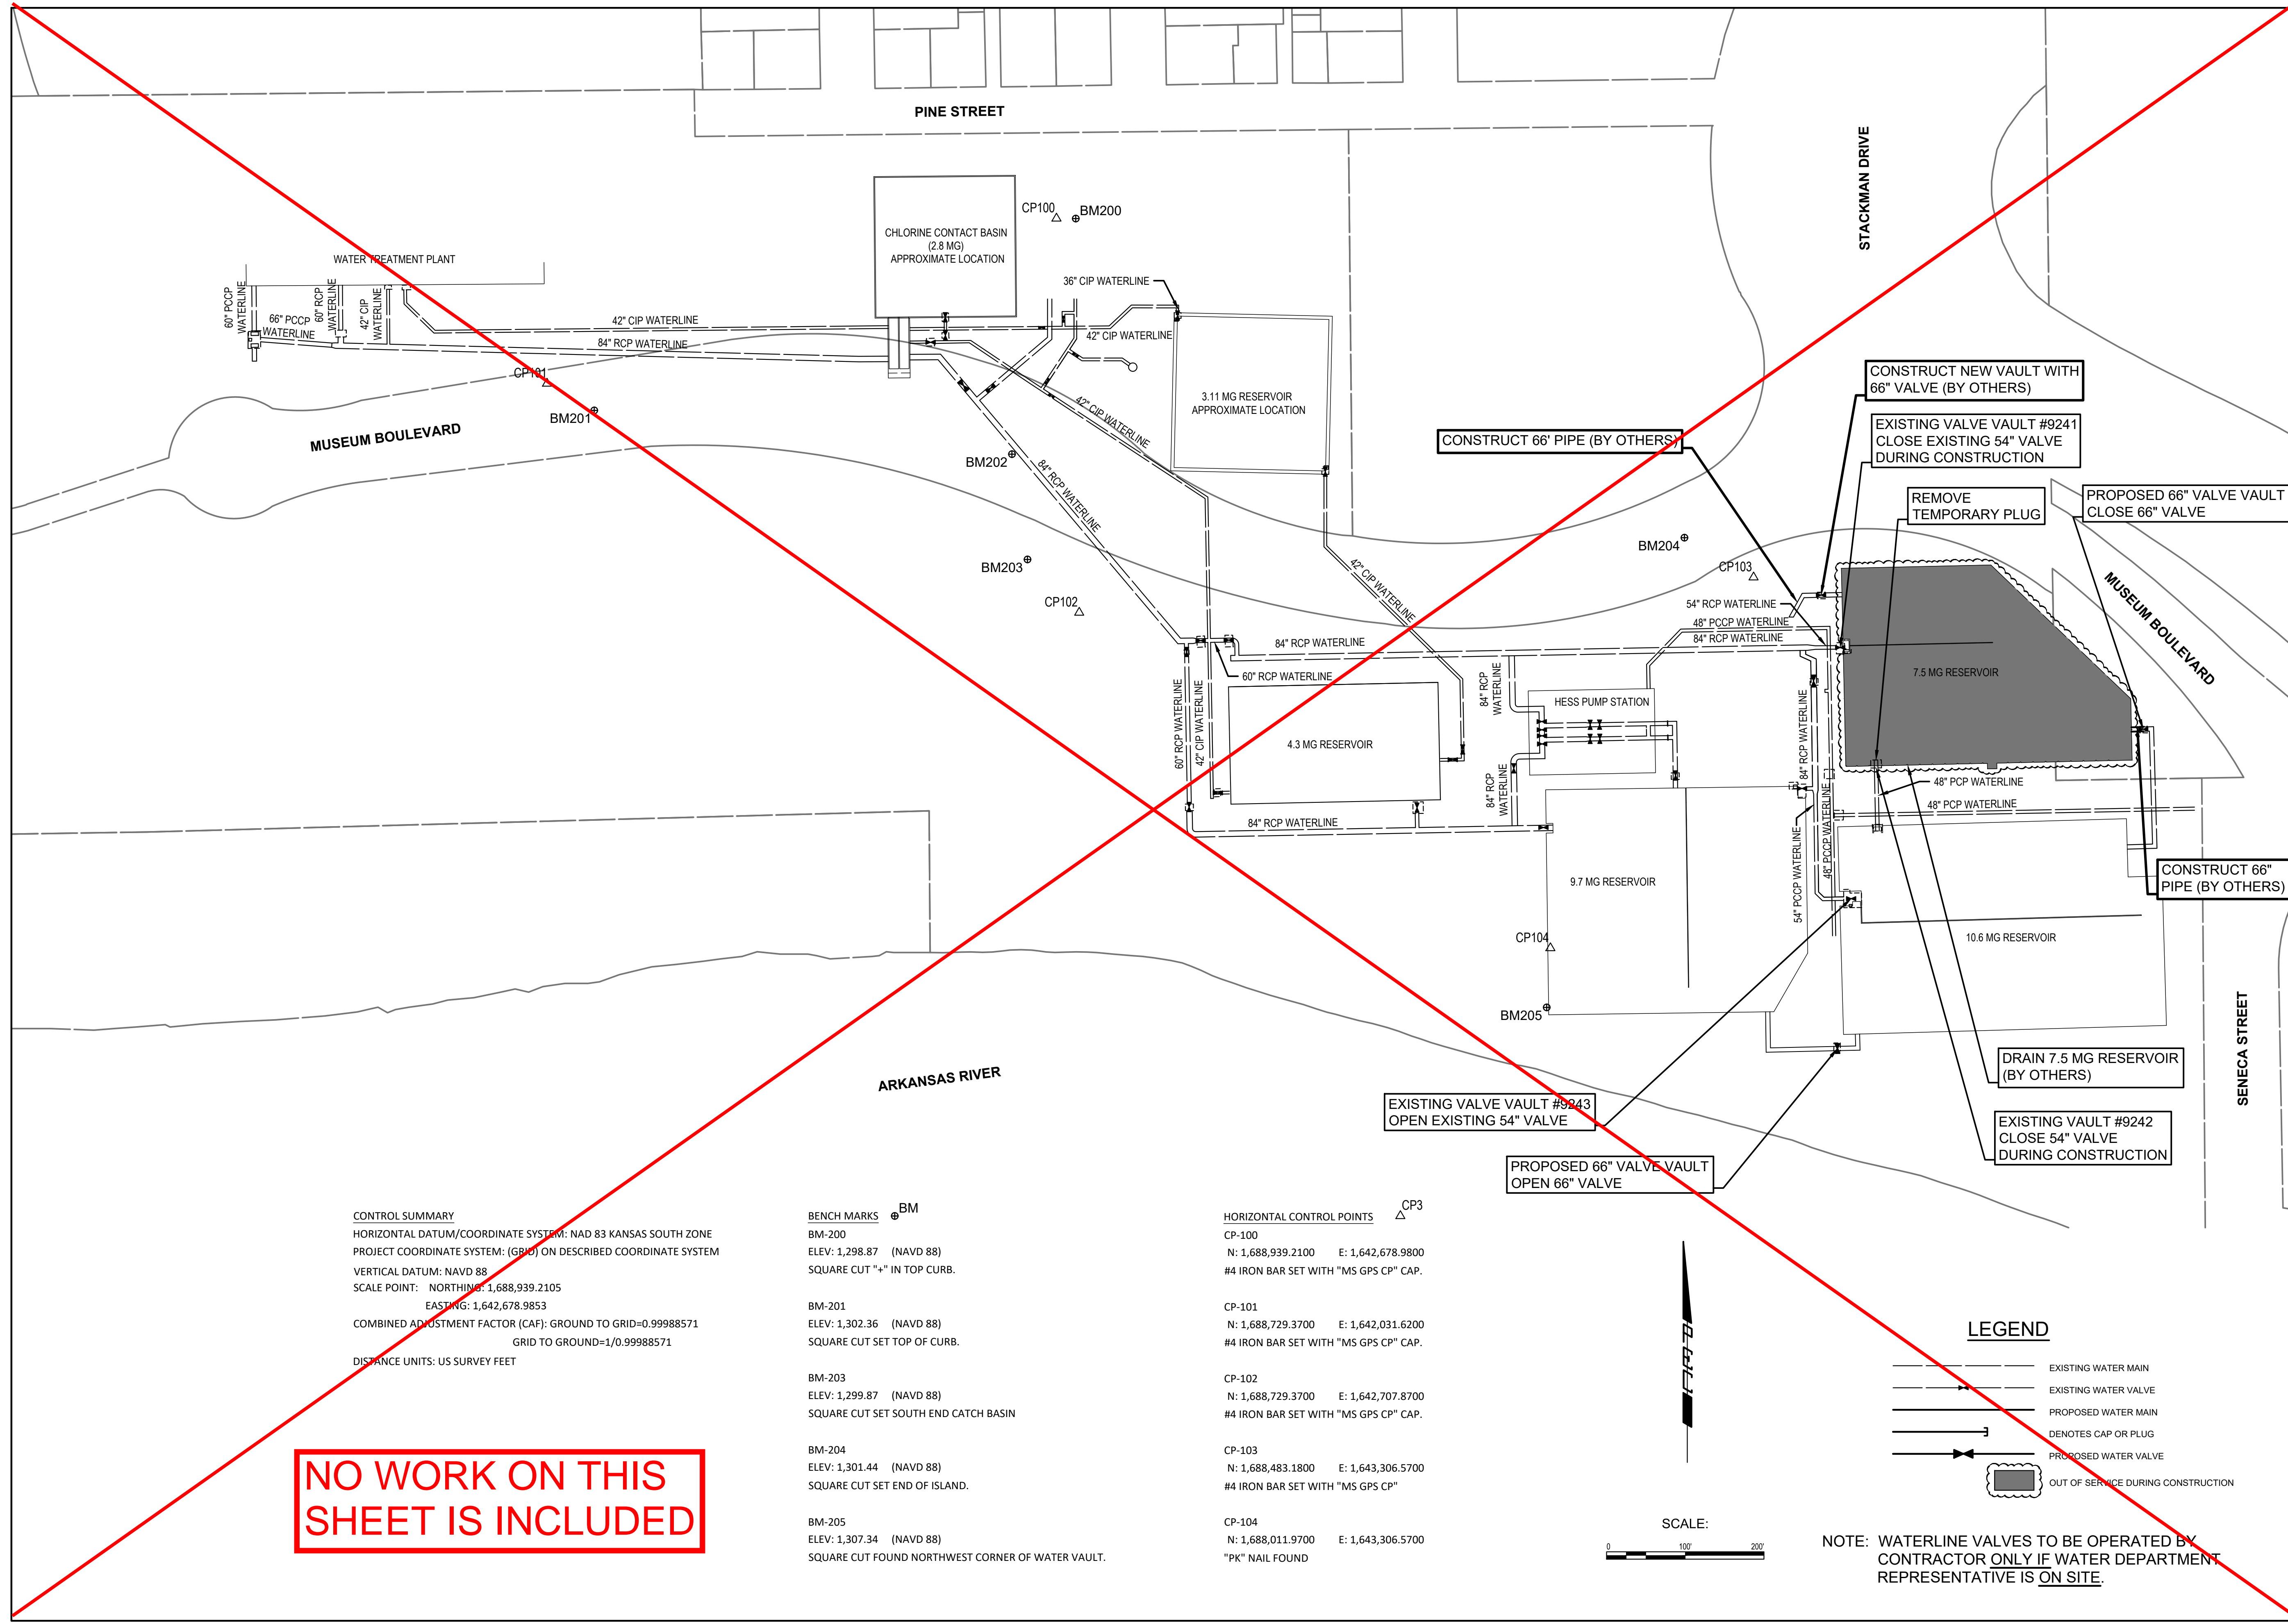 PINE STREET
STACKMAN DRIVE
CP100
BM200
CHLORINE CONTACT BASIN
(2.8 MG)
APPROXIMATE LOCATION
WATER TREATMENT PLANT
60" PCCP
WATERLINE
66" PCCP
WATERLINE
60" RCP
WATERLINE
42" CIP
WATERLINE
42" CIP WATERLINE
84" RCP WATERLINE
36" CIP WATERLINE
42" CIP WATERLINE
CP101
BM201
MUSEUM BOULEVARD
42" CIP WATERLINE
3.11 MG RESERVOIR
APPROXIMATE LOCATION
BM202
84" RCP WATERLINE
BM203
CP102
42" CIP WATERLINE
CONSTRUCT 66' PIPE (BY OTHERS)
CONSTRUCT NEW VAULT WITH
66" VALVE (BY OTHERS)
EXISTING VALVE VAULT #9241
CLOSE EXISTING 54" VALVE
DURING CONSTRUCTION
REMOVE
TEMPORARY PLUG
PROPOSED 66" VALVE VAULT
CLOSE 66" VALVE
BM204
CP103
MUSEUM BOULEVARD
54" RCP WATERLINE
48" PCCP WATERLINE
84" RCP WATERLINE
84" RCP WATERLINE
60" RCP WATERLINE
60" RCP WATERLINE
42" CIP WATERLINE
4.3 MG RESERVOIR
84" RCP
WATERLINE
HESS PUMP STATION
84" RCP
WATERLINE
84" RCP WATERLINE
7.5 MG RESERVOIR
84" RCP WATERLINE
48" PCP WATERLINE
48" PCP WATERLINE
48" PCCP WATERLINE
54" PCCP WATERLINE
9.7 MG RESERVOIR
CONSTRUCT 66"
PIPE (BY OTHERS)
10.6 MG RESERVOIR
CP104
BM205
SENECA STREET
ARKANSAS RIVER
DRAIN 7.5 MG RESERVOIR
(BY OTHERS)
EXISTING VALVE VAULT #9243
OPEN EXISTING 54" VALVE
EXISTING VAULT #9242
CLOSE 54" VALVE
DURING CONSTRUCTION
PROPOSED 66" VALVE VAULT
OPEN 66" VALVE
CONTROL SUMMARY
HORIZONTAL DATUM/COORDINATE SYSTEM: NAD 83 KANSAS SOUTH ZONE
PROJECT COORDINATE SYSTEM: (GRID) ON DESCRIBED COORDINATE SYSTEM
VERTICAL DATUM: NAVD 88
SCALE POINT: NORTHING: 1,688,939.2105
EASTING: 1,642,678.9853
COMBINED ADJUSTMENT FACTOR (CAF): GROUND TO GRID=0.99988571
GRID TO GROUND=1/0.99988571
DISTANCE UNITS: US SURVEY FEET
NO WORK ON THIS
SHEET IS INCLUDED
BENCH MARKS BM
BM-200
ELEV: 1,298.87 (NAVD 88)
SQUARE CUT "+" IN TOP CURB.
BM-201
ELEV: 1,302.36 (NAVD 88)
SQUARE CUT SET TOP OF CURB.
BM-203
ELEV: 1,299.87 (NAVD 88)
SQUARE CUT SET SOUTH END CATCH BASIN
BM-204
ELEV: 1,301.44 (NAVD 88)
SQUARE CUT SET END OF ISLAND.
BM-205
ELEV: 1,307.34 (NAVD 88)
SQUARE CUT FOUND NORTHWEST CORNER OF WATER VAULT.
HORIZONTAL CONTROL POINTS CP3
CP-100
N: 1,688,939.2100 E: 1,642,678.9800
#4 IRON BAR SET WITH "MS GPS CP" CAP.
CP-101
N: 1,688,729.3700 E: 1,642,031.6200
#4 IRON BAR SET WITH "MS GPS CP" CAP.
CP-102
N: 1,688,729.3700 E: 1,642,707.8700
#4 IRON BAR SET WITH "MS GPS CP" CAP.
CP-103
N: 1,688,483.1800 E: 1,643,306.5700
#4 IRON BAR SET WITH "MS GPS CP"
CP-104
N: 1,688,011.9700 E: 1,643,306.5700
"PK" NAIL FOUND
SCALE:
0 100' 200'
LEGEND
EXISTING WATER MAIN
EXISTING WATER VALVE
PROPOSED WATER MAIN
DENOTES CAP OR PLUG
PROPOSED WATER VALVE
OUT OF SERVICE DURING CONSTRUCTION
NOTE: WATERLINE VALVES TO BE OPERATED BY
CONTRACTOR ONLY IF WATER DEPARTMENT
REPRESENTATIVE IS ON SITE.